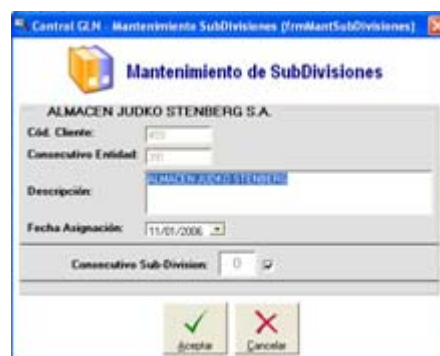 Control GLN - Mantenimiento SubDivisiones (frmMantSubDivisiones)
Mantenimiento de SubDivisiones
ALMACEN JUDKO STENBERG S.A.
Cód. Cliente:
Consecutivo Entidad:
ALMACEN JUDKO STENBERG
Descripción:
Fecha Asignación: 11/01/2006
Consecutivo Sub-Division: 0
Aceptar Cancelar